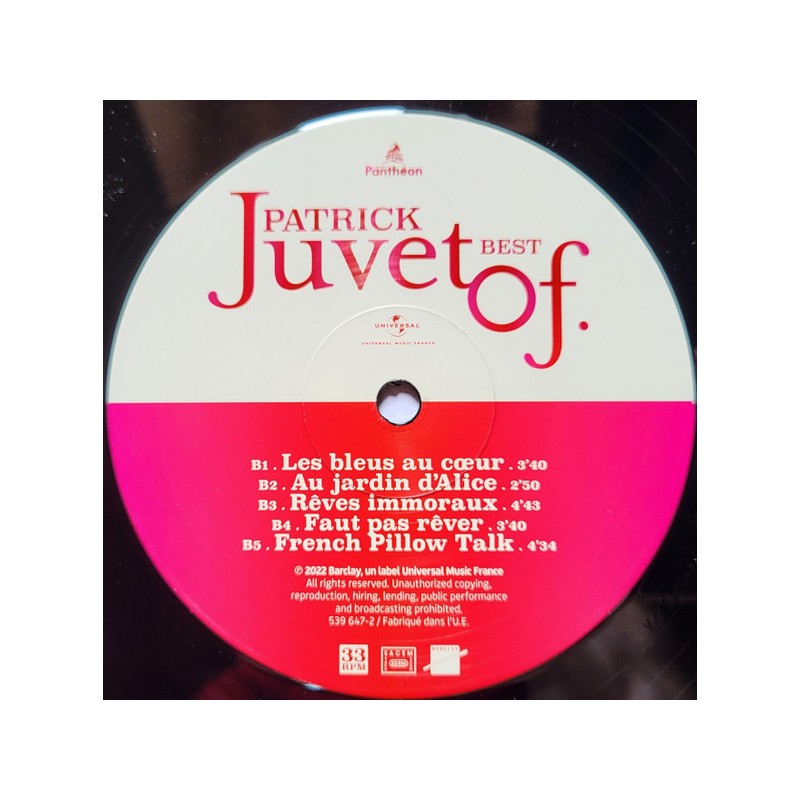 Panthéon
PATRICK
Juvet BEST
of.
UNIVERSAL
UNIVERSAL MUSIC FRANCE
B1 . Les bleus au cœur . 3'40
B2 . Au jardin d'Alice . 2'50
B3 . Rêves immoraux . 4'43
B4 . Faut pas rêver . 3'40
B5 . French Pillow Talk . 4'34
℗ 2022 Barclay, un label Universal Music France
All rights reserved. Unauthorized copying,
reproduction, hiring, lending, public performance
and broadcasting prohibited.
539 647-2 / Fabriqué dans l'U.E.
33 SACEM BARCLAY
RPM